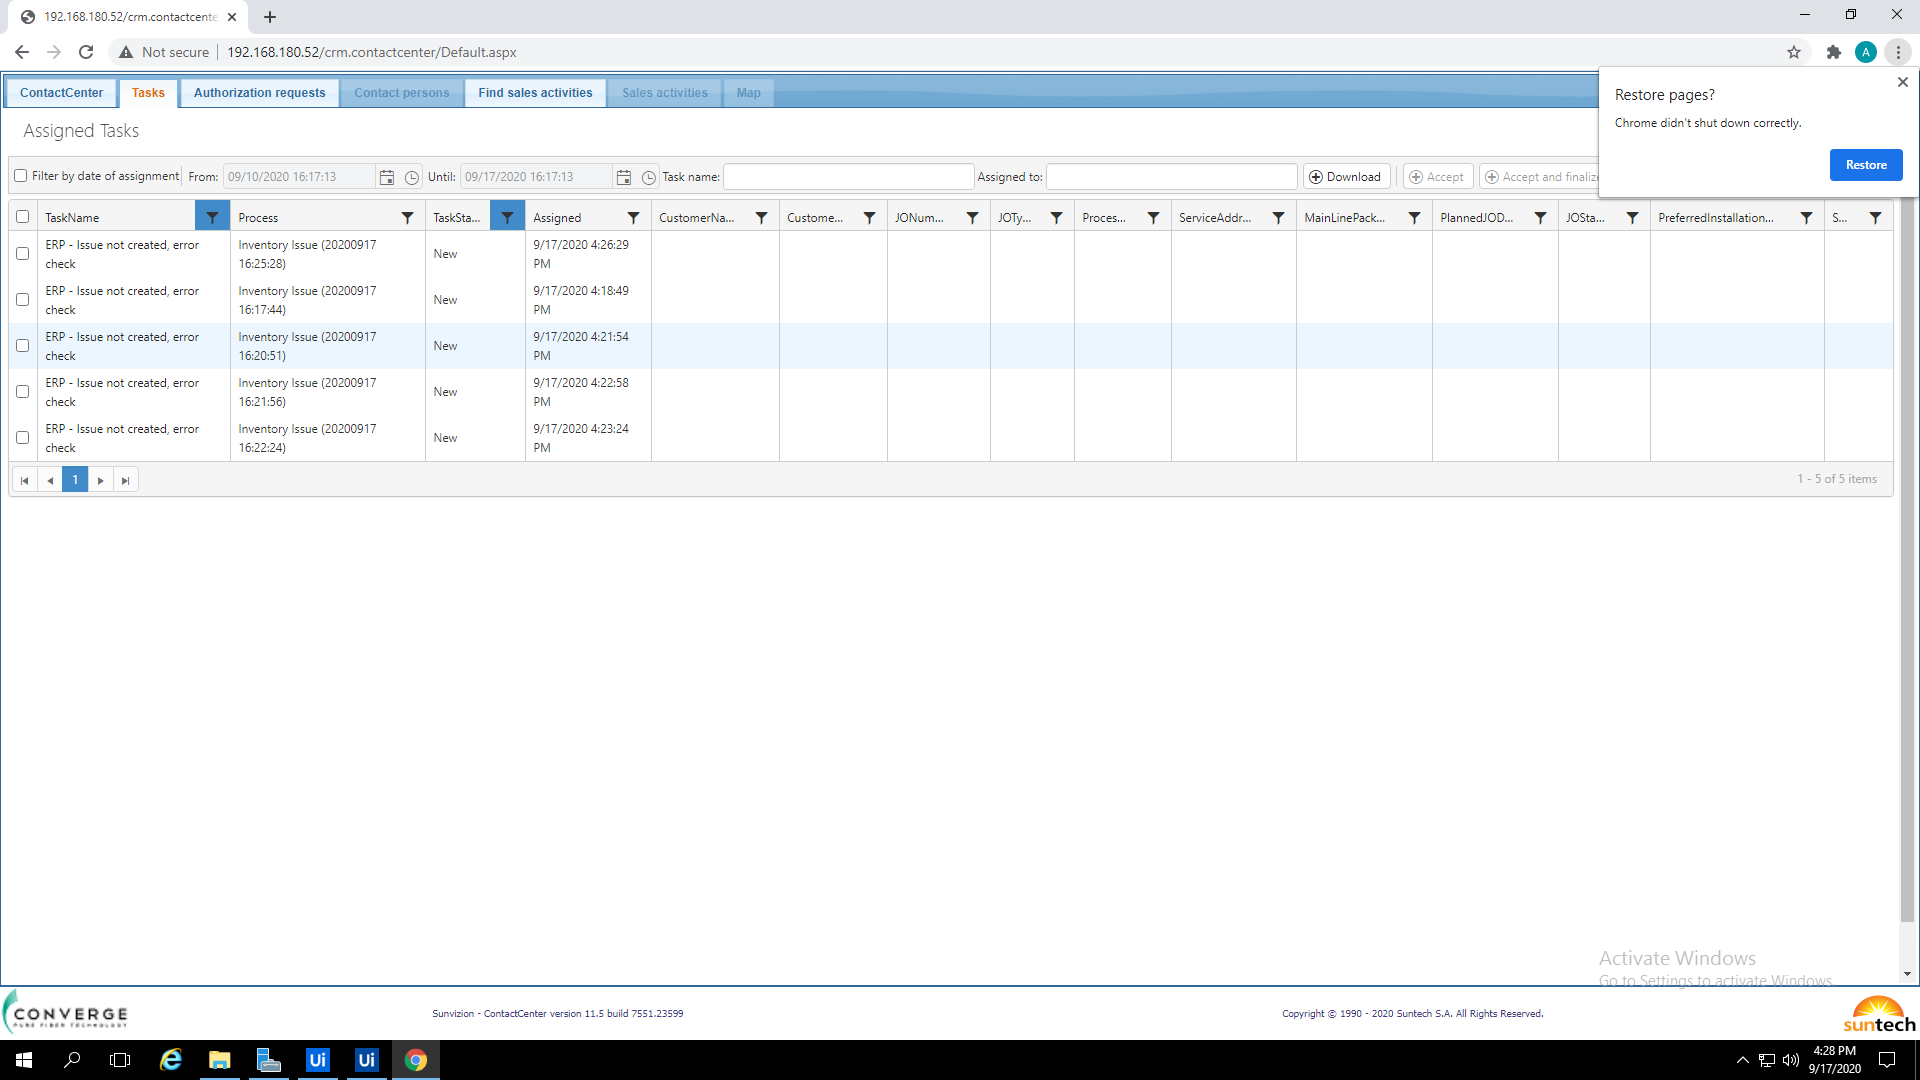 192.168.180.52/crm.contactcente
Not secure
192.168.180.52/crm.contactcenter/Default.aspx
A
ContactCenter
Tasks
Authorization requests
Contact persons
Find sales activities
Sales activities
Map
Restore pages?
Chrome didn't shut down correctly.
Restore
Assigned Tasks
Filter by date of assignment
From:
09/10/2020 16:17:13
Until:
09/17/2020 16:17:13
Task name:
Assigned to:
Download
Accept
Accept and finalize
TaskName
Process
TaskSta...
Assigned
CustomerNa...
Custome...
JONum...
JOTy...
Proces...
ServiceAddr...
MainLinePack...
PlannedJOD...
JOSta...
PreferredInstallation...
S...
ERP - Issue not created, error
check
Inventory Issue (20200917
16:25:28)
New
9/17/2020 4:26:29
PM
ERP - Issue not created, error
check
Inventory Issue (20200917
16:17:44)
New
9/17/2020 4:18:49
PM
ERP - Issue not created, error
check
Inventory Issue (20200917
16:20:51)
New
9/17/2020 4:21:54
PM
ERP - Issue not created, error
check
Inventory Issue (20200917
16:21:56)
New
9/17/2020 4:22:58
PM
ERP - Issue not created, error
check
Inventory Issue (20200917
16:22:24)
New
9/17/2020 4:23:24
PM
1
1 - 5 of 5 items
Activate Windows
Go to Settings to activate Windows.
CONVERGE
PURE FIBER TECHNOLOGY
Sunvizion - ContactCenter version 11.5 build 7551.23599
Copyright © 1990 - 2020 Suntech S.A. All Rights Reserved.
suntech
Ui
Ui
4:28 PM
9/17/2020